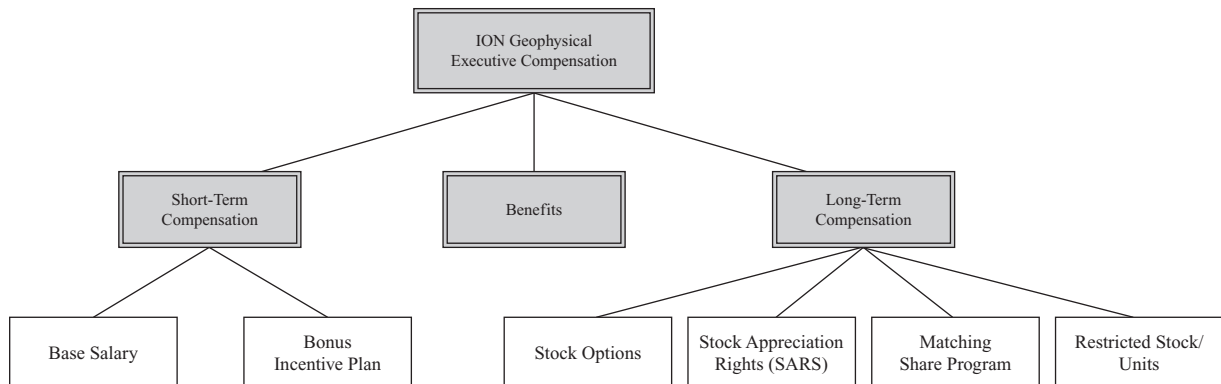 ION Geophysical
Executive Compensation
Short-Term
Compensation
Benefits
Long-Term
Compensation
Base Salary
Bonus
Incentive Plan
Stock Options
Stock Appreciation
Rights (SARS)
Matching
Share Program
Restricted Stock/
Units